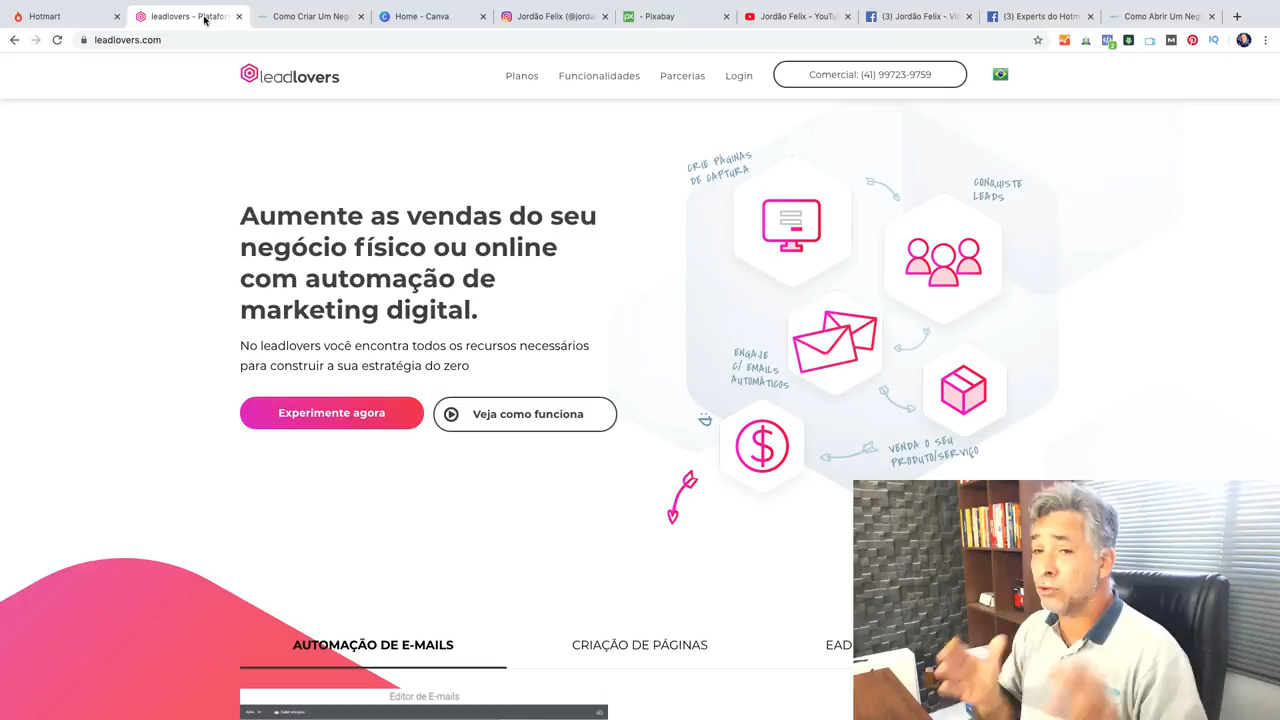 Hotmart
leadlovers - Platafor
Como Criar Um Neg
Home - Canva
Jordão Felix (@jorda
- Pixabay
Jordão Felix - YouTu
(3) Jordão Felix - Ví
(3) Experts do Hotm
Como Abrir Um Neg
leadlovers.com
leadlovers
Planos
Funcionalidades
Parcerias
Login
Comercial: (41) 99723-9759
Aumente as vendas do seu
negócio físico ou online
com automação de
marketing digital.
No leadlovers você encontra todos os recursos necessários
para construir a sua estratégia do zero
Experimente agora
Veja como funciona
CRIE PÁGINAS
DE CAPTURA
CONQUISTE
LEADS
ENGAJE
C/ EMAILS
AUTOMÁTICOS
VENDA O SEU
PRODUTO/SERVIÇO
AUTOMAÇÃO DE E-MAILS
CRIAÇÃO DE PÁGINAS
EAD
Editor de E-mails